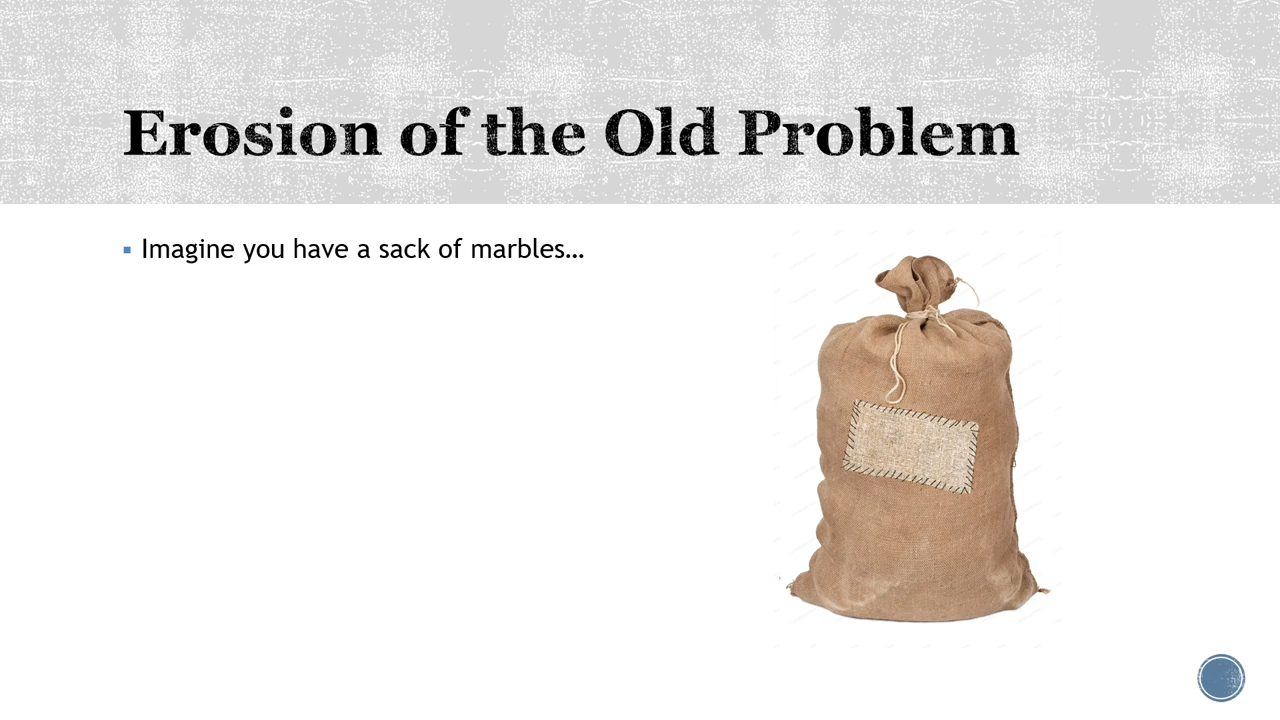 Erosion of the Old Problem
Imagine you have a sack of marbles…